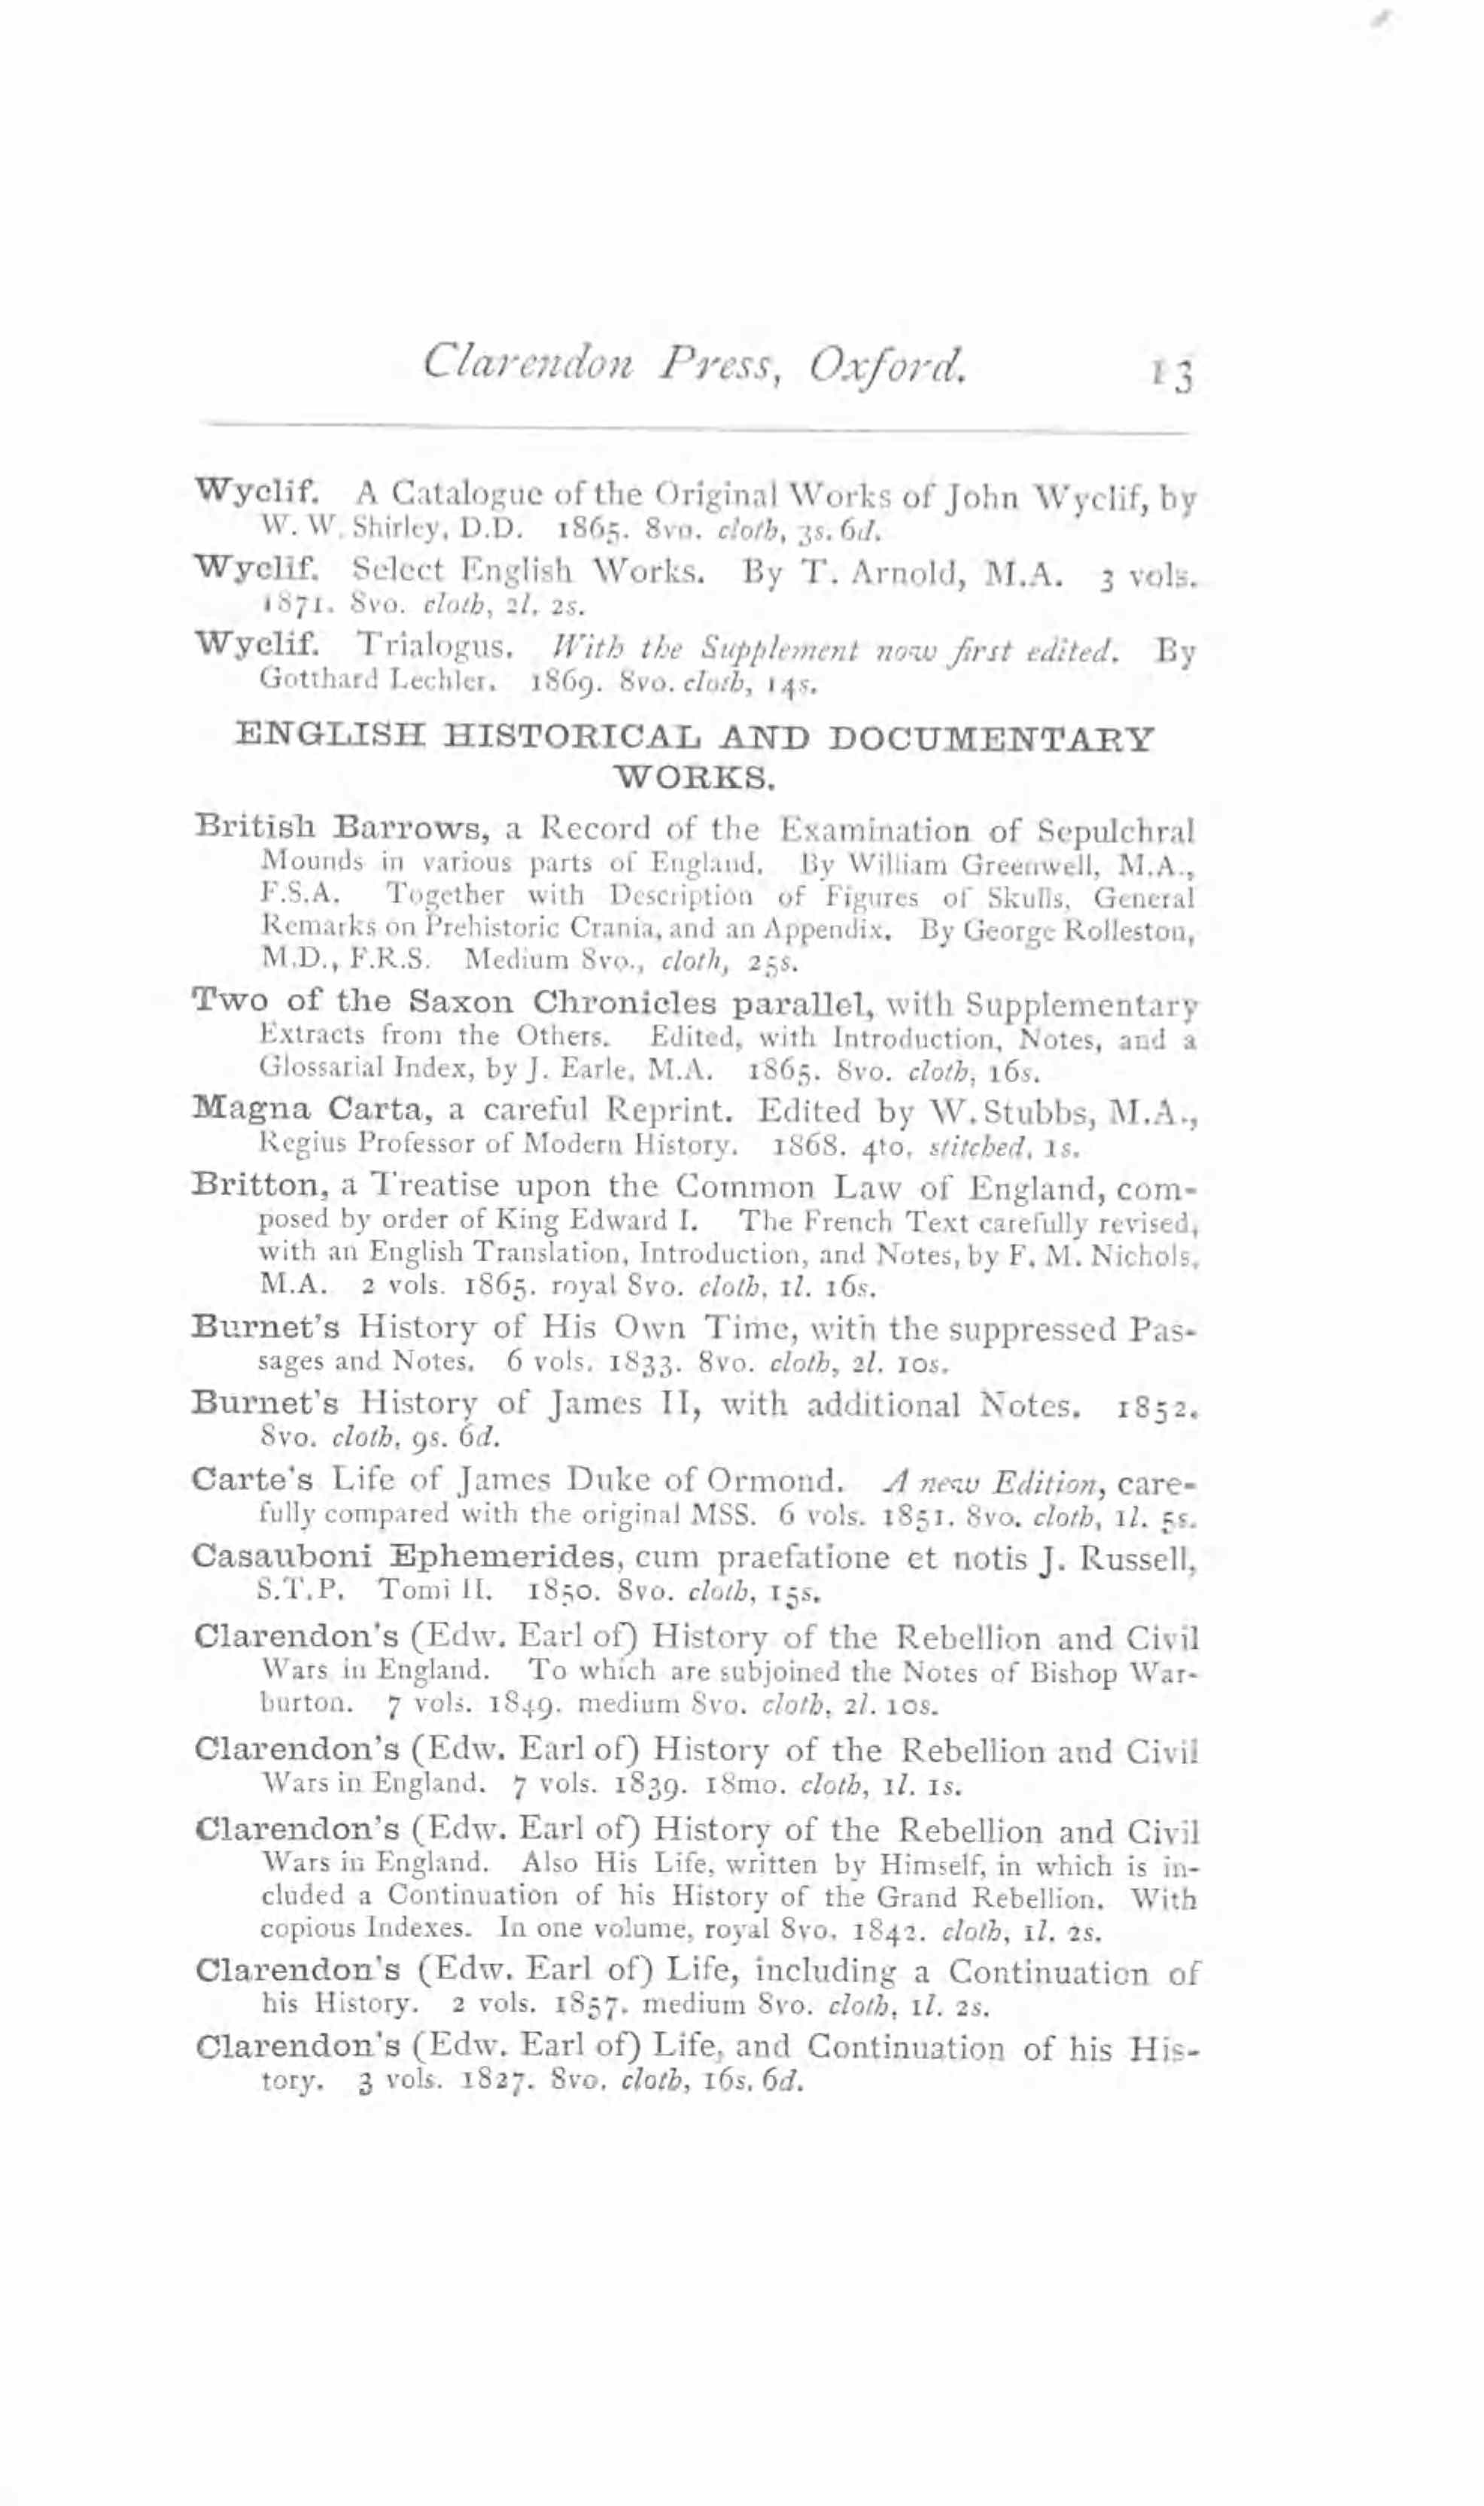 Clarendon Press, Oxford. 13
Wyclif. A Catalogue of the Original Works of John Wyclif, by
W. W. Shirley, D.D. 1865. 8vo. cloth, 3s. 6d.
Wyclif. Select English Works. By T. Arnold, M.A. 3 vols.
1871. 8vo. cloth, 2l. 2s.
Wyclif. Trialogus. With the Supplement now first edited. By
Gotthard Lechler. 1869. 8vo. cloth, 14s.
ENGLISH HISTORICAL AND DOCUMENTARY
WORKS.
British Barrows, a Record of the Examination of Sepulchral
Mounds in various parts of England. By William Greenwell, M.A.,
F.S.A. Together with Description of Figures of Skulls, General
Remarks on Prehistoric Crania, and an Appendix. By George Rolleston,
M.D., F.R.S. Medium 8vo., cloth, 25s.
Two of the Saxon Chronicles parallel, with Supplementary
Extracts from the Others. Edited, with Introduction, Notes, and a
Glossarial Index, by J. Earle, M.A. 1865. 8vo. cloth, 16s.
Magna Carta, a careful Reprint. Edited by W. Stubbs, M.A.,
Regius Professor of Modern History. 1868. 4to. stitched, 1s.
Britton, a Treatise upon the Common Law of England, com-
posed by order of King Edward I. The French Text carefully revised,
with an English Translation, Introduction, and Notes, by F. M. Nichols,
M.A. 2 vols. 1865. royal 8vo. cloth, 1l. 16s.
Burnet's History of His Own Time, with the suppressed Pas-
sages and Notes. 6 vols. 1833. 8vo. cloth, 2l. 10s.
Burnet's History of James II, with additional Notes. 1852.
8vo. cloth, 9s. 6d.
Carte's Life of James Duke of Ormond. A new Edition, care-
fully compared with the original MSS. 6 vols. 1851. 8vo. cloth, 1l. 5s.
Casauboni Ephemerides, cum praefatione et notis J. Russell,
S.T.P. Tomi II. 1850. 8vo. cloth, 15s.
Clarendon's (Edw. Earl of) History of the Rebellion and Civil
Wars in England. To which are subjoined the Notes of Bishop War-
burton. 7 vols. 1849. medium 8vo. cloth, 2l. 10s.
Clarendon's (Edw. Earl of) History of the Rebellion and Civil
Wars in England. 7 vols. 1839. 18mo. cloth, 1l. 1s.
Clarendon's (Edw. Earl of) History of the Rebellion and Civil
Wars in England. Also His Life, written by Himself, in which is in-
cluded a Continuation of his History of the Grand Rebellion. With
copious Indexes. In one volume, royal 8vo. 1842. cloth, 1l. 2s.
Clarendon's (Edw. Earl of) Life, including a Continuation of
his History. 2 vols. 1857. medium 8vo. cloth, 1l. 2s.
Clarendon's (Edw. Earl of) Life, and Continuation of his His-
tory. 3 vols. 1827. 8vo. cloth, 16s. 6d.